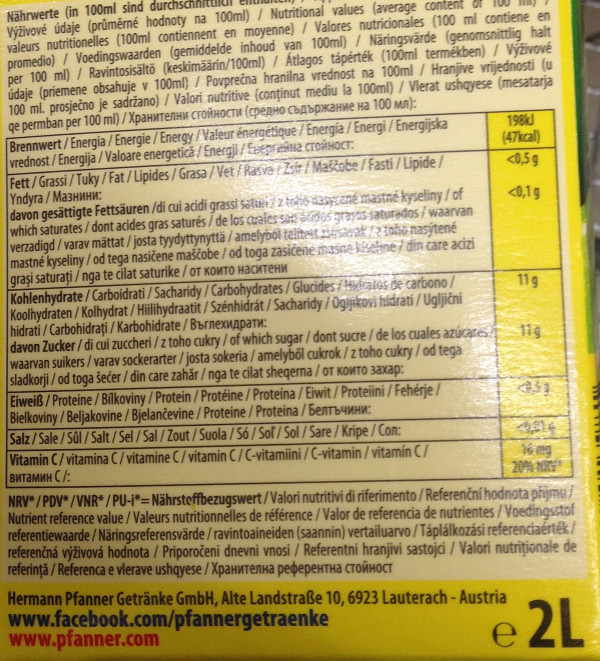 Nährwerte (in 100ml sind durchschnittlich
Výživové údaje (průměrné hodnoty na 100ml) / Nutritional values (average content of 100 ml) /
valeurs nutritionelles (100ml contiennent en moyenne) / Valores nutricionales (100 ml contiene en
promedio) / Voedingswaarden (gemiddelde inhoud van 100ml) / Näringsvärde (genomsnittlig halt
per 100 ml) / Ravintosisältö (keskimäärin/100ml) / Átlagos tápérték (100ml termékben) / Výživové
údaje (priemene obsahuje v 100ml) / Povprečna hranilna vrednost na 100ml / Hranjive vrijednosti (u
100 ml. prosječno je sadržano) / Valori nutritive (conținut mediu la 100ml) / Vlerat ushqyese (mesatarja
qe permban per 100 ml) / Хранителни стойности (средно съдържание на 100 мл):
Brennwert / Energia / Energie / Energy / Valeur énergétique / Energía / Energi / Energijska 198kJ
vrednost / Energija / Valoare energetică / Energji / Енергийна стойност: (47kcal)
Fett / Grassi / Tuky / Fat / Lipides / Grasa / Vet / Rasva / Zsír / Maščobe / Fasti / Lipide / <0,5 g
Yndyra / Мазнини:
davon gesättigte Fettsäuren /di cui acidi grassi saturi / z toho nasycené mastné kyseliny / of <0,1 g
which saturates / dont acides gras saturés / de los cuales son ácidos grasos saturados / waarvan
verzadigd / varav mättat / josta tyydyttynyttä / amelyból telített zsírsavak / z toho nasýtené
mastné kyseliny / od tega nasičene maščobe / od toga zasićene masne kiseline / din care acizi
grași saturați / nga te cilat saturike / от които наситени
Kohlenhydrate / Carboidrati / Sacharidy / Carbohydrates / Glucides / Hidratos de carbono / 11 g
Koolhydraten / Kolhydrat / Hiilihydraatit / Szénhidrát / Sacharidy / Ogljikovi hidrati / Ugljični
hidrati / Carbohidrați / Karbohidrate / Въглехидрати:
davon Zucker / di cui zuccheri / z toho cukry / of which sugar / dont sucre / de los cuales azúcares / 11 g
waarvan suikers / varav sockerarter / josta sokeria / amelyből cukrok / z toho cukry / od tega
sladkorji / od toga šećer / din care zahăr / nga te cilat sheqerna / от които захар:
Eiweiß / Proteine / Bílkoviny / Protein / Protéine / Proteína / Eiwit / Proteiini / Fehérje / <0,5 g
Bielkoviny / Beljakovine / Bjelančevine / Proteine / Proteina / Белтъчини:
Salz / Sale / Sůl / Salt / Sel / Sal / Zout / Suola / Só / Soľ / Sol / Sare / Kripe / Сол: <0,01 g
Vitamin C / vitamina C / vitamine C / vitamin C / C-vitamiini / C-vitamin / vitamín C / 16 mg
витамин C /: 20% NRV*
NRV* / PDV* / VNR* / PU-i*= Nährstoffbezugswert / Valori nutritivi di riferimento / Referenční hodnota příjmu /
Nutrient reference value / Valeurs nutritionnelles de référence / Valor de referencia de nutrientes / Voedingsstof
referentiewaarde / Näringsreferensvärde / ravintoaineiden (saannin) vertailuarvo / Táplálkozási referenciaérték /
referenčná výživová hodnota / Priporočeni dnevni vnosi / Referentni hranjivi sastojci / Valori nutriționale de
referință / Referenca e vlerave ushqyese / Хранителна референтна стойност
Hermann Pfanner Getränke GmbH, Alte Landstraße 10, 6923 Lauterach - Austria
www.facebook.com/pfannergetraenke
www.pfanner.com
e 2L